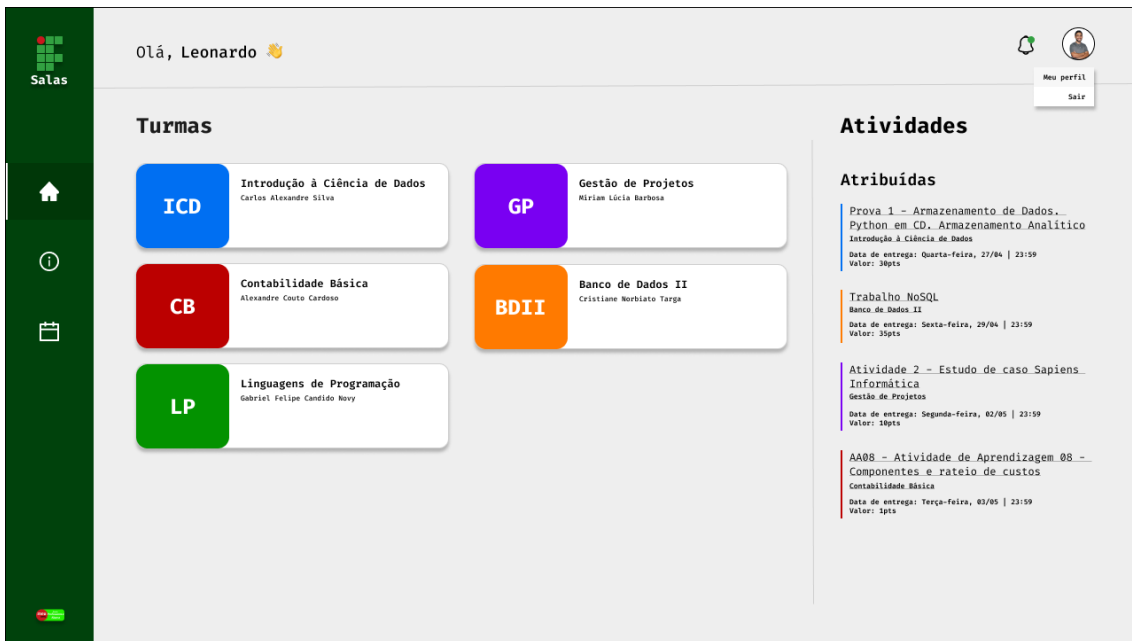 Salas
Olá, Leonardo 👋
Meu perfil
Sair
Turmas
ICD
Introdução à Ciência de Dados
Carlos Alexandre Silva
GP
Gestão de Projetos
Miriam Lúcia Barbosa
CB
Contabilidade Básica
Alexandre Couto Cardoso
BDII
Banco de Dados II
Cristiane Norbiato Targa
LP
Linguagens de Programação
Gabriel Felipe Candido Novy
Atividades
Atribuídas
Prova 1 - Armazenamento de Dados.
Python em CD. Armazenamento Analítico
Introdução à Ciência de Dados
Data de entrega: Quarta-feira, 27/04 | 23:59
Valor: 30pts
Trabalho NoSQL
Banco de Dados II
Data de entrega: Sexta-feira, 29/04 | 23:59
Valor: 35pts
Atividade 2 - Estudo de caso Sapiens
Informática
Gestão de Projetos
Data de entrega: Segunda-feira, 02/05 | 23:59
Valor: 10pts
AA08 - Atividade de Aprendizagem 08 -
Componentes e rateio de custos
Contabilidade Básica
Data de entrega: Terça-feira, 03/05 | 23:59
Valor: 1pts